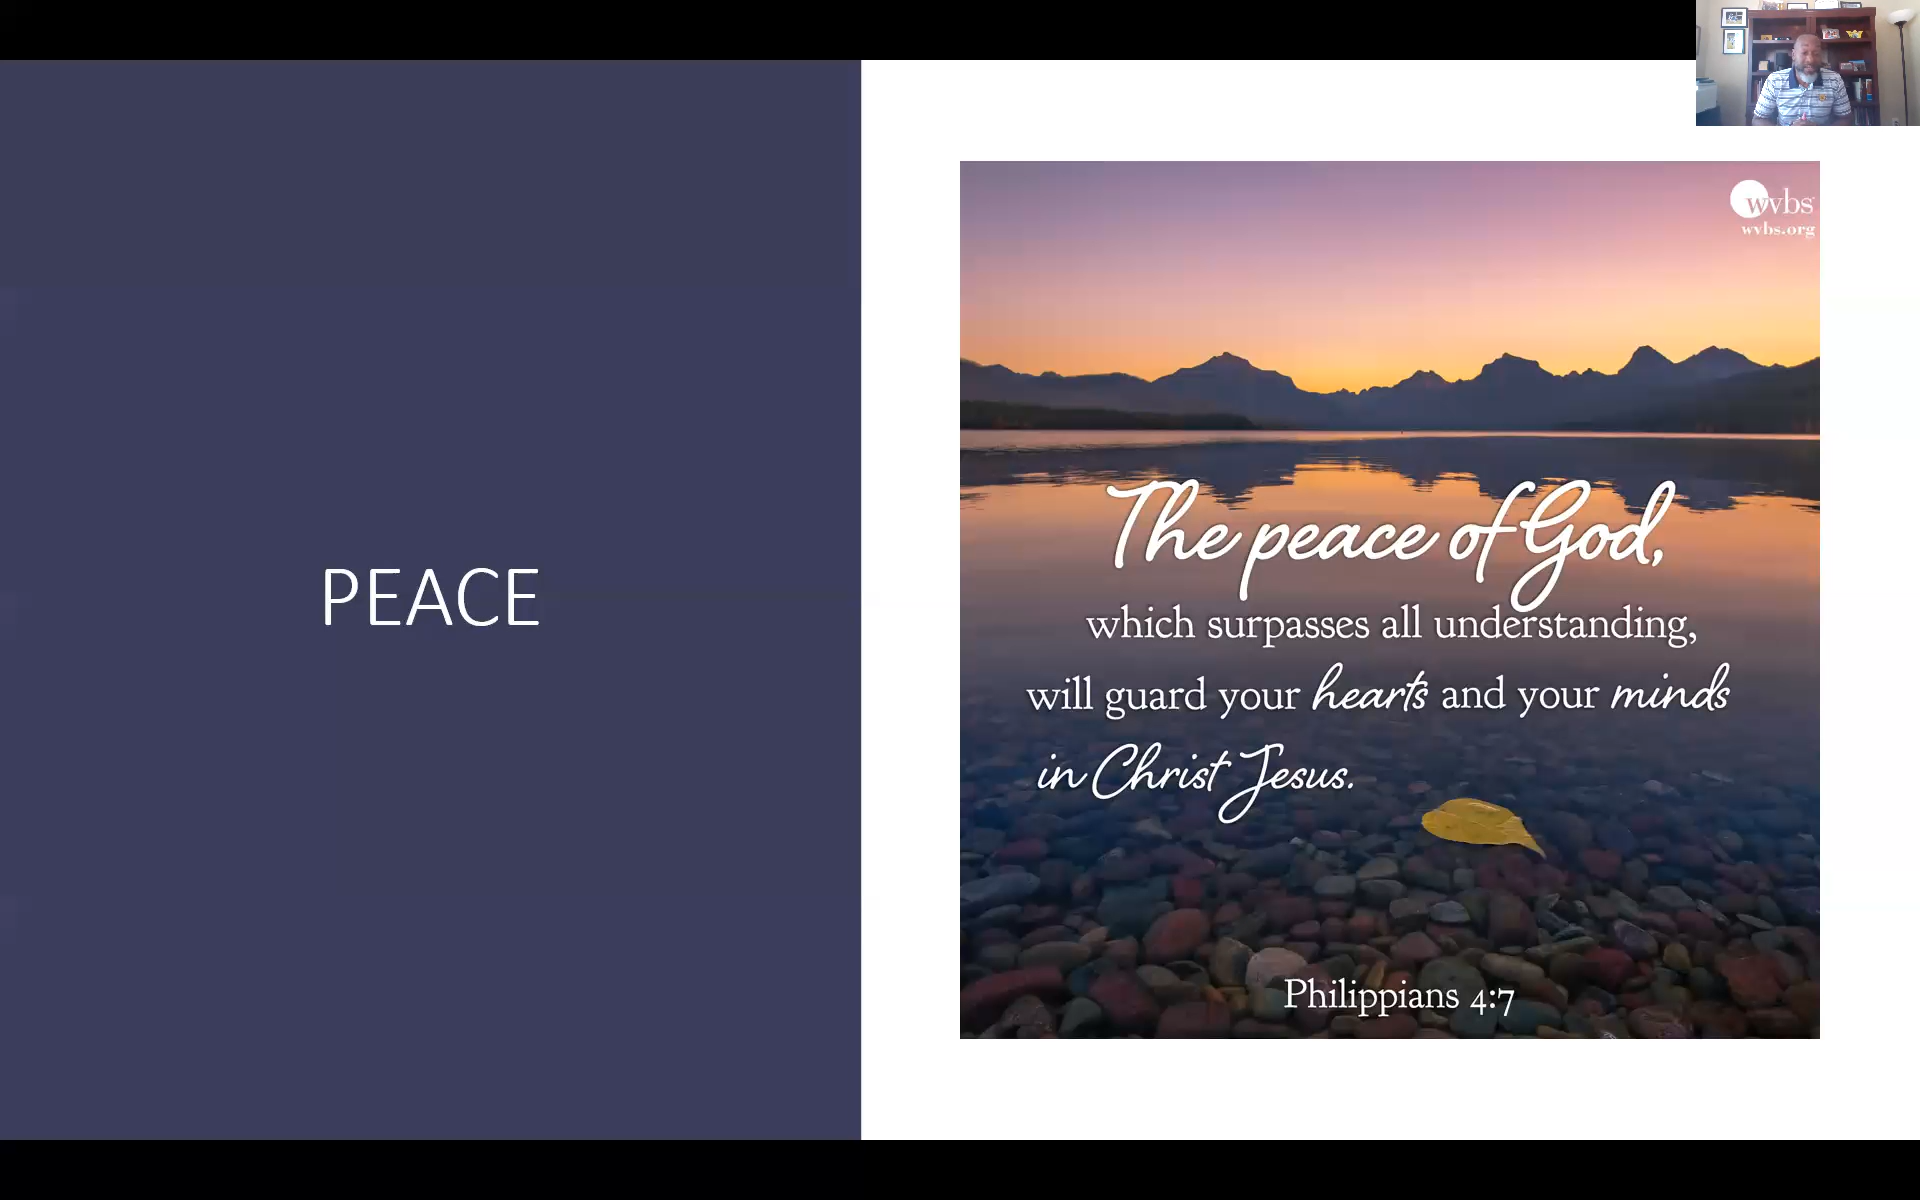 PEACE
wvbs
wvbs.org
The peace of God,
which surpasses all understanding,
will guard your hearts and your minds
in Christ Jesus.
Philippians 4:7